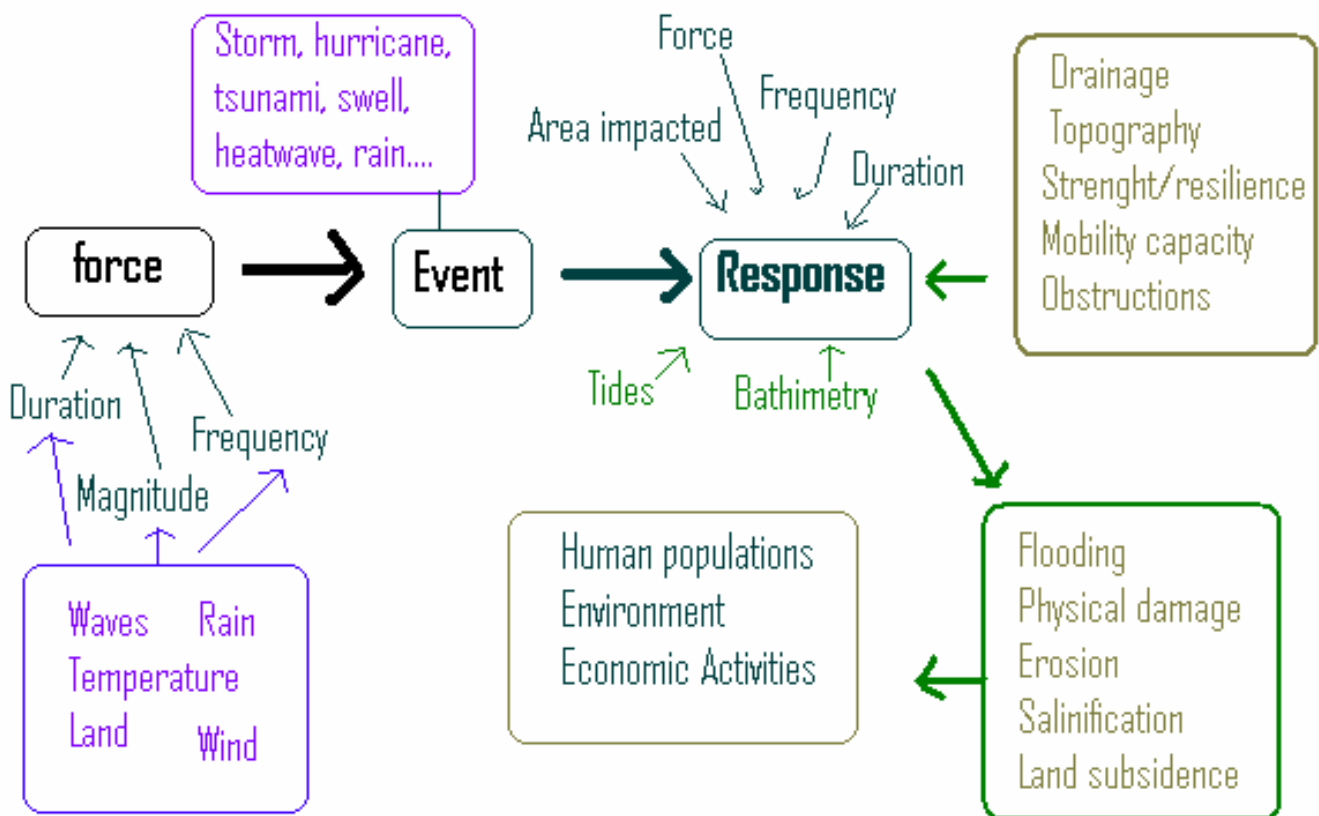 Storm, hurricane,
tsunami, swell,
heatwave, rain....
Force
Frequency
Area impacted
Duration
Drainage
Topography
Strenght/resilience
Mobility capacity
Obstructions
force
Event
Response
Tides
Bathimetry
Duration
Frequency
Magnitude
Waves Rain
Temperature
Land Wind
Human populations
Environment
Economic Activities
Flooding
Physical damage
Erosion
Salinification
Land subsidence